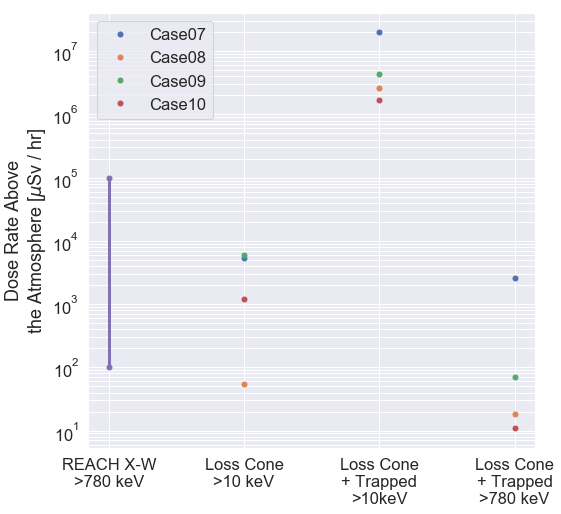 Case07
Case08
Case09
Case10
Dose Rate Above
the Atmosphere [μSv / hr]
10⁷
10⁶
10⁵
10⁴
10³
10²
10¹
REACH X-W
>780 keV
Loss Cone
>10 keV
Loss Cone
+ Trapped
>10keV
Loss Cone
+ Trapped
>780 keV